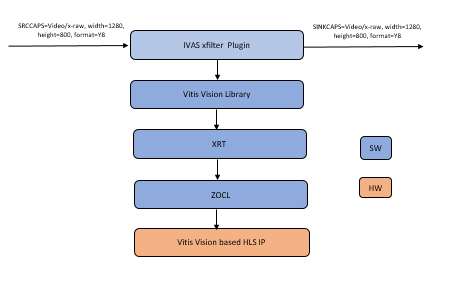 SRCCAPS=Video/x-raw, width=1280,
height=800, format=Y8
SINKCAPS=Video/x-raw, width=1280,
height=800, format=Y8
IVAS xfilter Plugin
Vitis Vision Library
XRT
SW
HW
ZOCL
Vitis Vision based HLS IP